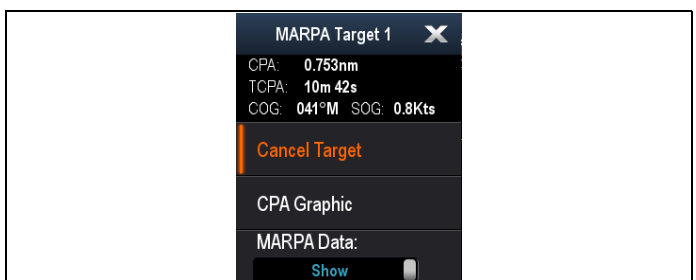 MARPA Target 1 X
CPA: 0.753nm
TCPA: 10m 42s
COG: 041°M SOG: 0.8Kts
Cancel Target
CPA Graphic
MARPA Data:
Show